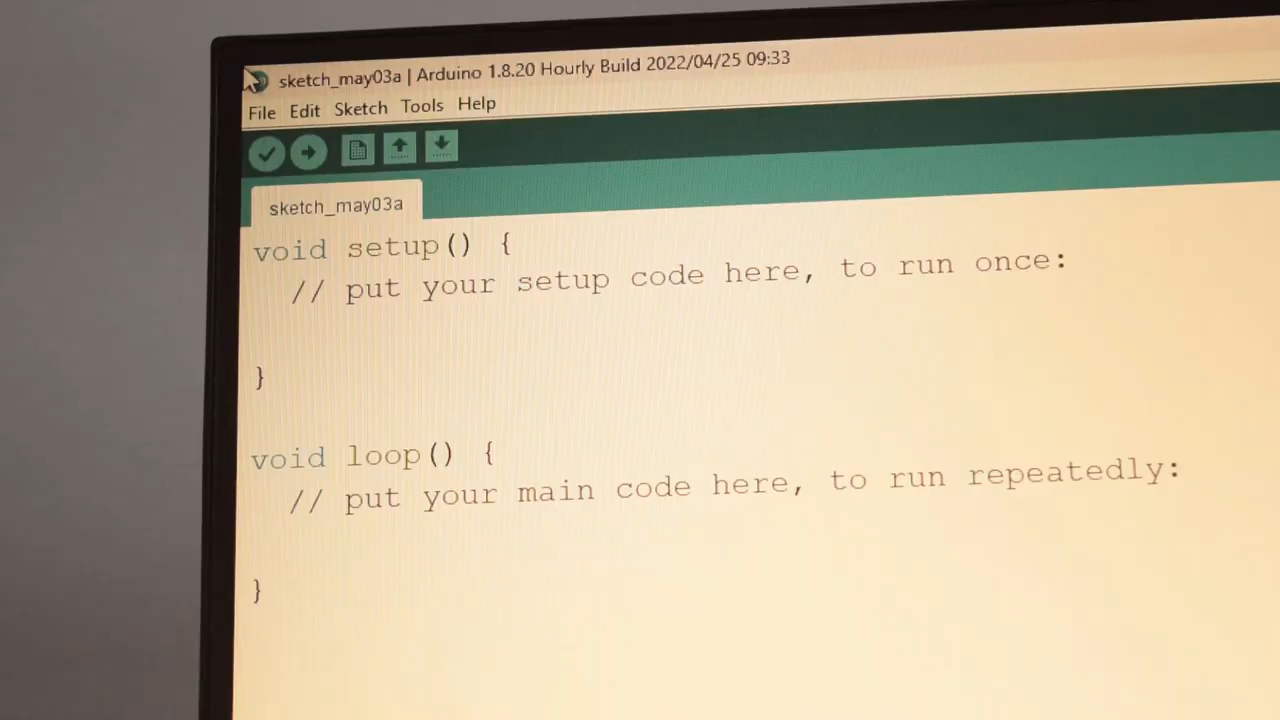 sketch_may03a | Arduino 1.8.20 Hourly Build 2022/04/25 09:33
File Edit Sketch Tools Help
sketch_may03a
void setup() {
  // put your setup code here, to run once:
}
void loop() {
  // put your main code here, to run repeatedly:
}